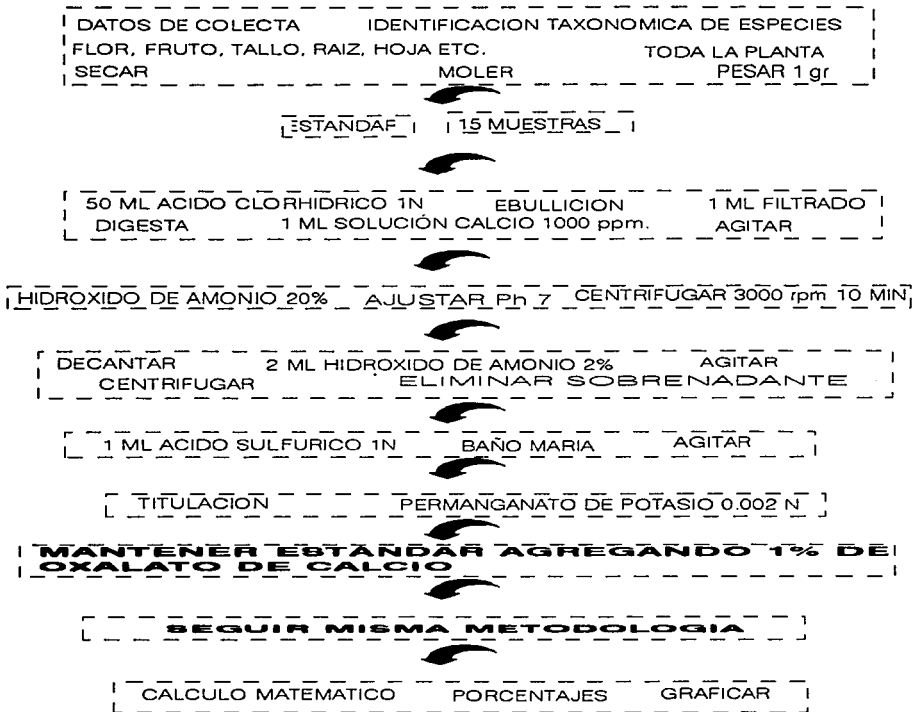 DATOS DE COLECTA IDENTIFICACION TAXONOMICA DE ESPECIES
FLOR, FRUTO, TALLO, RAIZ, HOJA ETC. TODA LA PLANTA
SECAR MOLER PESAR 1 gr
ESTANDAR 15 MUESTRAS
50 ML ACIDO CLORHIDRICO 1N EBULLICION 1 ML FILTRADO
DIGESTA 1 ML SOLUCIÓN CALCIO 1000 ppm. AGITAR
HIDROXIDO DE AMONIO 20% AJUSTAR Ph 7 CENTRIFUGAR 3000 rpm 10 MIN
DECANTAR 2 ML HIDROXIDO DE AMONIO 2% AGITAR
CENTRIFUGAR ELIMINAR SOBRENADANTE
1 ML ACIDO SULFURICO 1N BAÑO MARIA AGITAR
TITULACION PERMANGANATO DE POTASIO 0.002 N
MANTENER ESTANDAR AGREGANDO 1% DE
OXALATO DE CALCIO
SEGUIR MISMA METODOLOGIA
CALCULO MATEMATICO PORCENTAJES GRAFICAR